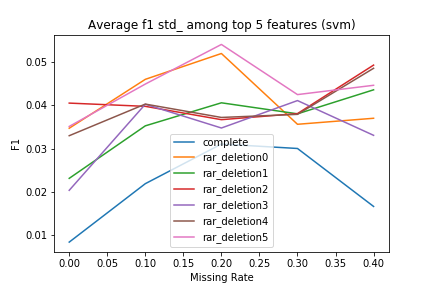 Average f1 std_ among top 5 features (svm)
0.05
0.04
0.03
0.02
0.01
F1
complete
rar_deletion0
rar_deletion1
rar_deletion2
rar_deletion3
rar_deletion4
rar_deletion5
0.00 0.05 0.10 0.15 0.20 0.25 0.30 0.35 0.40
Missing Rate